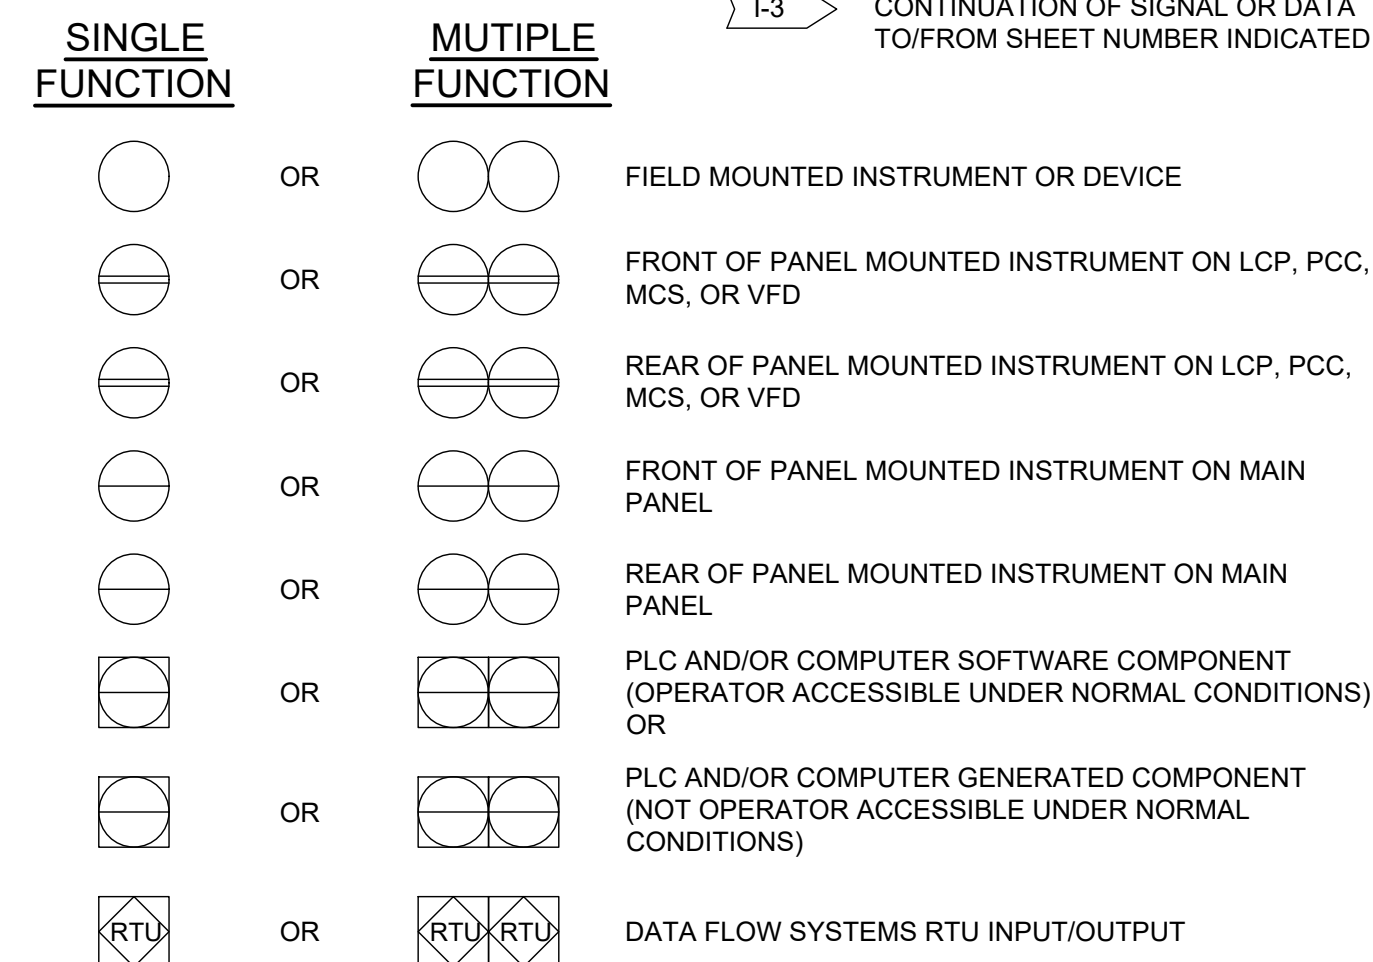 I-3
CONTINUATION OF SIGNAL OR DATA
TO/FROM SHEET NUMBER INDICATED
SINGLE
FUNCTION
MUTIPLE
FUNCTION
OR
FIELD MOUNTED INSTRUMENT OR DEVICE
OR
FRONT OF PANEL MOUNTED INSTRUMENT ON LCP, PCC,
MCS, OR VFD
OR
REAR OF PANEL MOUNTED INSTRUMENT ON LCP, PCC,
MCS, OR VFD
OR
FRONT OF PANEL MOUNTED INSTRUMENT ON MAIN
PANEL
OR
REAR OF PANEL MOUNTED INSTRUMENT ON MAIN
PANEL
OR
PLC AND/OR COMPUTER SOFTWARE COMPONENT
(OPERATOR ACCESSIBLE UNDER NORMAL CONDITIONS)
OR
OR
PLC AND/OR COMPUTER GENERATED COMPONENT
(NOT OPERATOR ACCESSIBLE UNDER NORMAL
CONDITIONS)
RTU OR RTU RTU DATA FLOW SYSTEMS RTU INPUT/OUTPUT